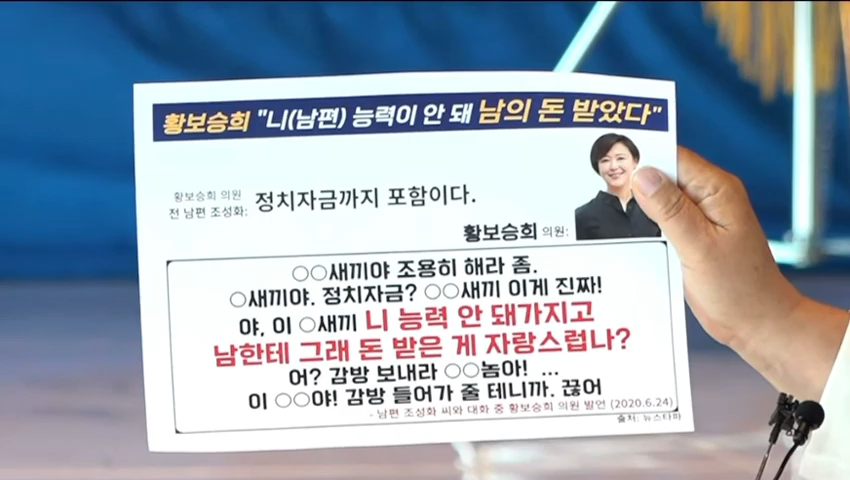 황보승희 "니(남편) 능력이 안 돼 남의 돈 받았다"
황보승희 의원
전 남편 조성화: 정치자금까지 포함이다.
황보승희 의원:
○○새끼야 조용히 해라 좀.
○새끼야. 정치자금? ○○새끼 이게 진짜!
야, 이 ○새끼 니 능력 안 돼가지고
남한테 그래 돈 받은 게 자랑스럽나?
어? 감방 보내라 ○○놈아! ...
이 ○○야! 감방 들어가 줄 테니까. 끊어
- 남편 조성화 씨와 대화 중 황보승희 의원 발언 (2020.6.24)
출처: 뉴스타파